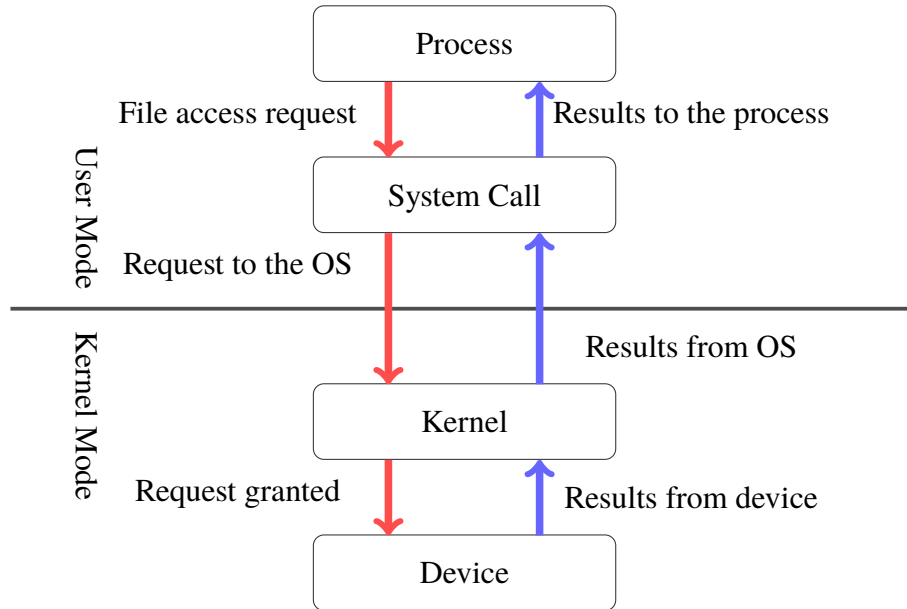 Process
File access request
Results to the process
User Mode
System Call
Request to the OS
Kernel Mode
Results from OS
Kernel
Request granted
Results from device
Device